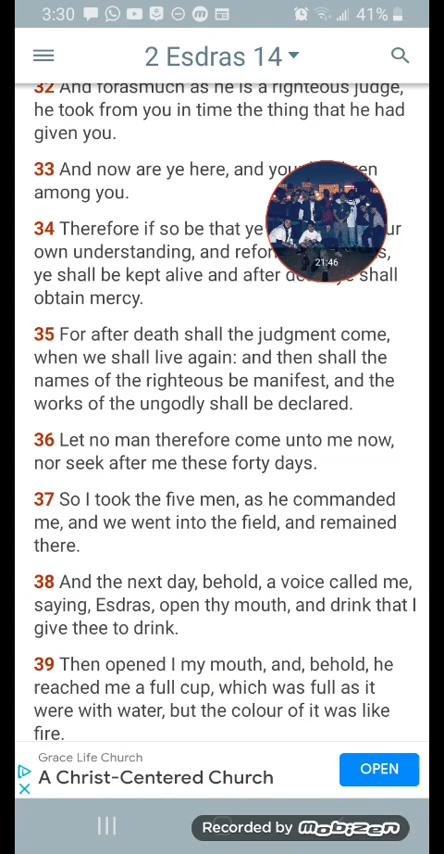 3:30
41%
2 Esdras 14
32 And forasmuch as he is a righteous judge,
he took from you in time the thing that he had
given you.
33 And now are ye here, and
among you.
34 Therefore if so be that ye
own understanding, and
ye shall be kept alive and after shall
obtain mercy.
21:46
35 For after death shall the judgment come,
when we shall live again: and then shall the
names of the righteous be manifest, and the
works of the ungodly shall be declared.
36 Let no man therefore come unto me now,
nor seek after me these forty days.
37 So I took the five men, as he commanded
me, and we went into the field, and remained
there.
38 And the next day, behold, a voice called me,
saying, Esdras, open thy mouth, and drink that I
give thee to drink.
39 Then opened I my mouth, and, behold, he
reached me a full cup, which was full as it
were with water, but the colour of it was like
fire.
Grace Life Church
A Christ-Centered Church
OPEN
Recorded by Mobizen